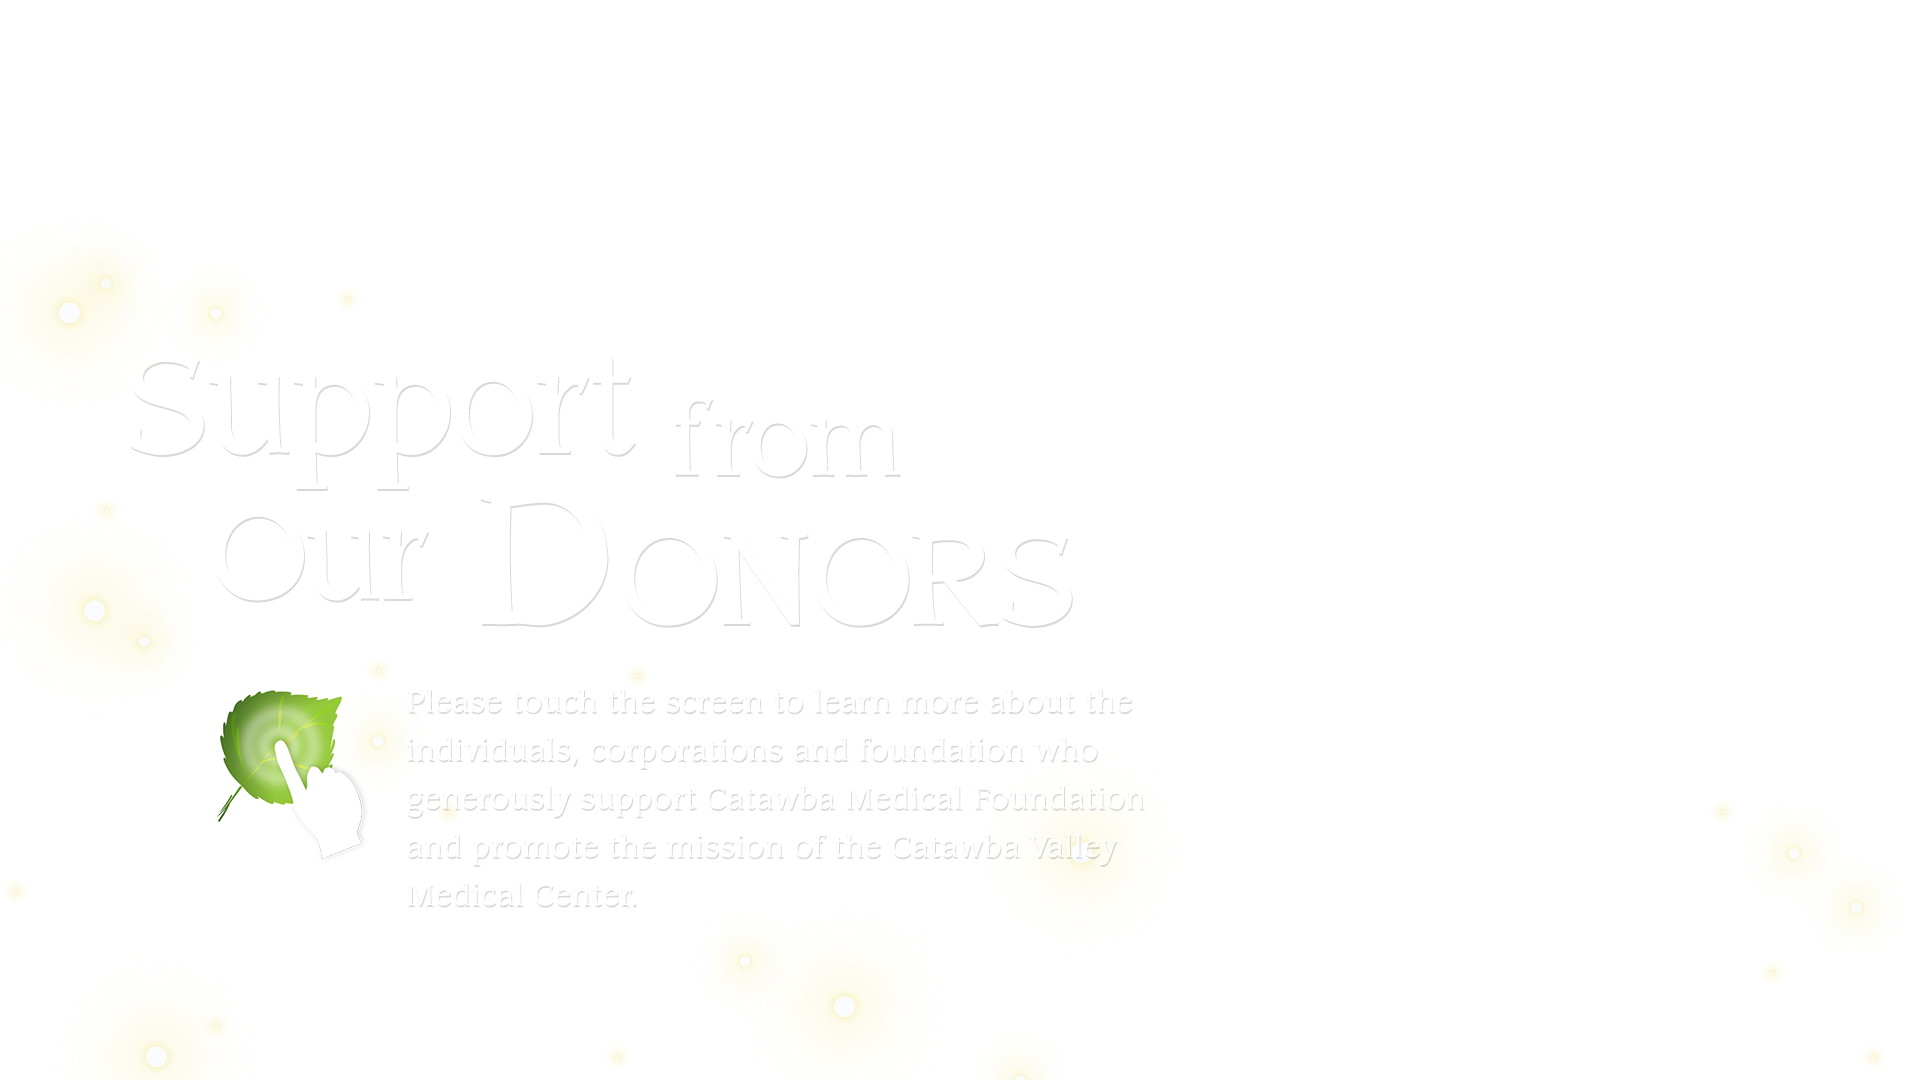 Support from
Our DONORS
Please touch the screen to learn more about the
individuals, corporations and foundation who
generously support Catawba Medical Foundation
and promote the mission of the Catawba Valley
Medical Center.